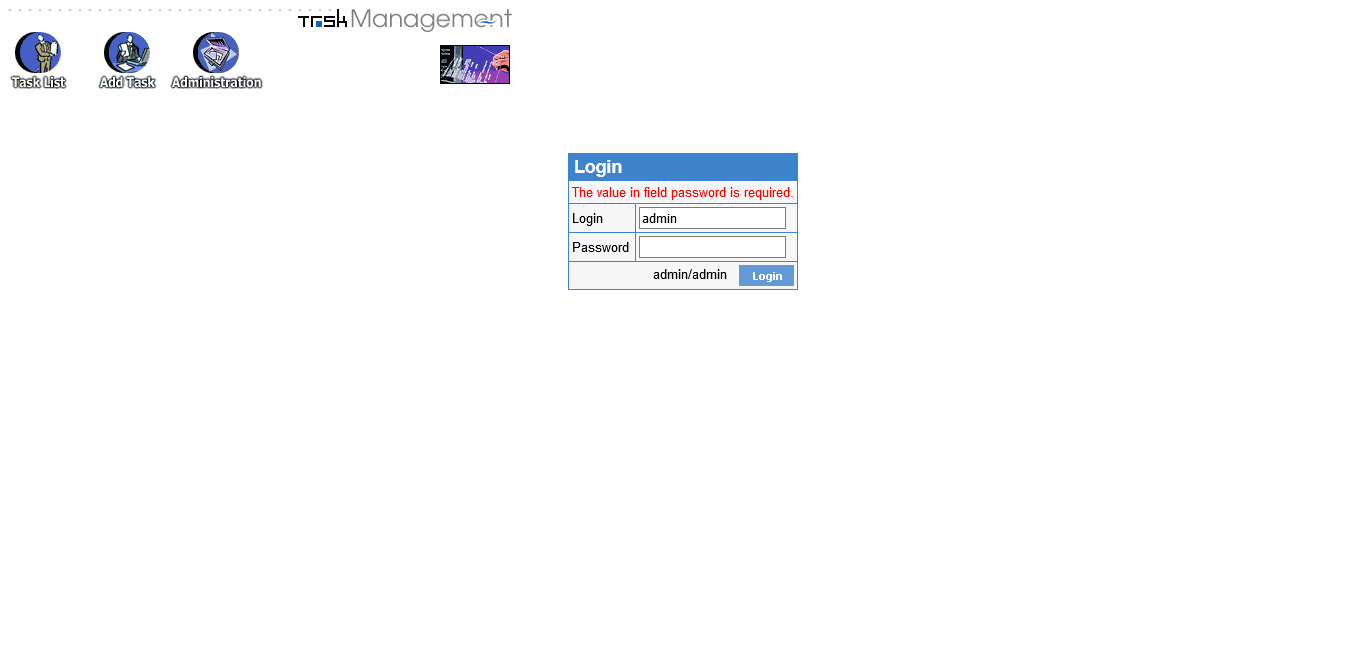 Task Management
Task List
Add Task
Administration
Login
The value in field password is required.
Login
admin
Password
admin/admin
Login